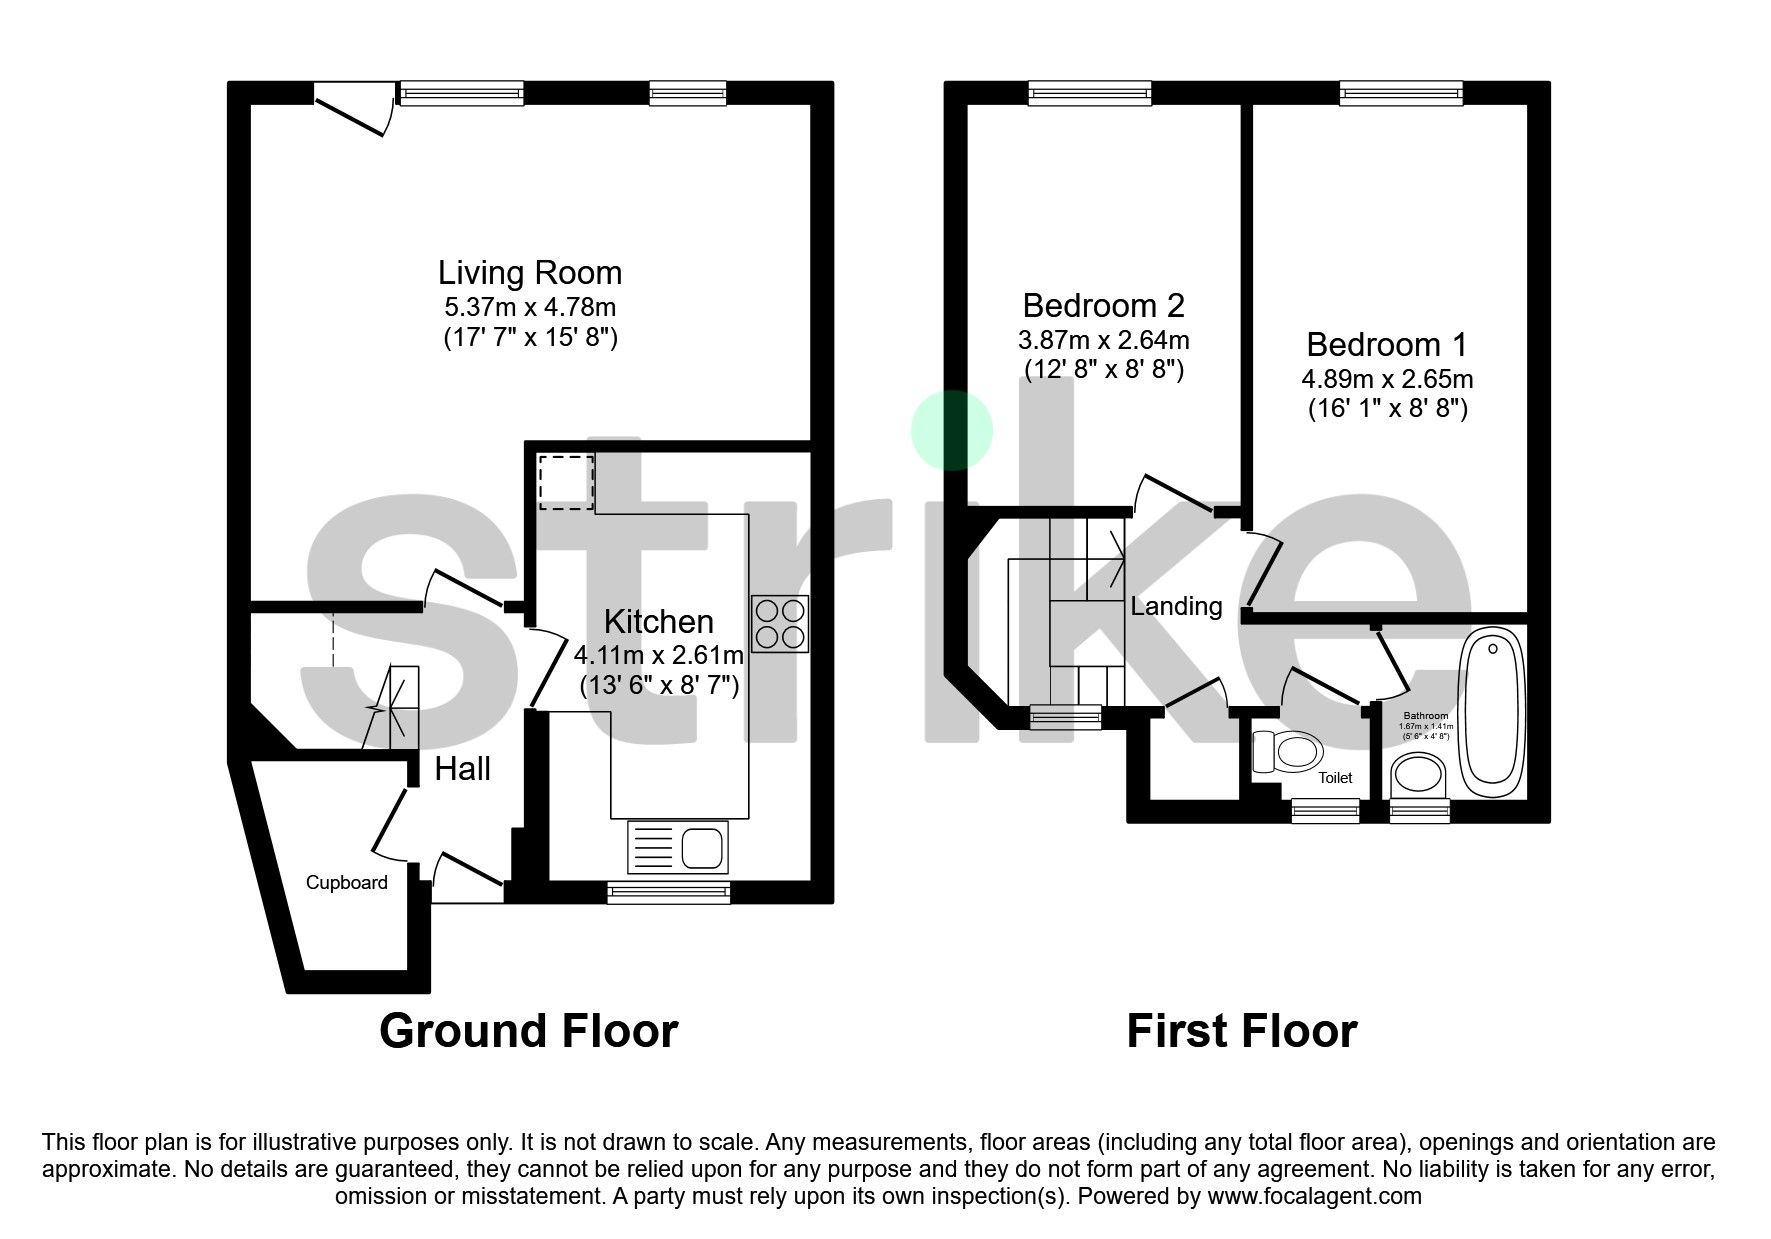 Living Room
5.37m x 4.78m
(17' 7" x 15' 8")
Kitchen
4.11m x 2.61m
(13' 6" x 8' 7")
Hall
Cupboard
Ground Floor
Bedroom 2
3.87m x 2.64m
(12' 8" x 8' 8")
Bedroom 1
4.89m x 2.65m
(16' 1" x 8' 8")
Landing
Bathroom
1.67m x 1.41m
(5' 6" x 4' 8")
Toilet
First Floor
strike
This floor plan is for illustrative purposes only. It is not drawn to scale. Any measurements, floor areas (including any total floor area), openings and orientation are
approximate. No details are guaranteed, they cannot be relied upon for any purpose and they do not form part of any agreement. No liability is taken for any error,
omission or misstatement. A party must rely upon its own inspection(s). Powered by www.focalagent.com